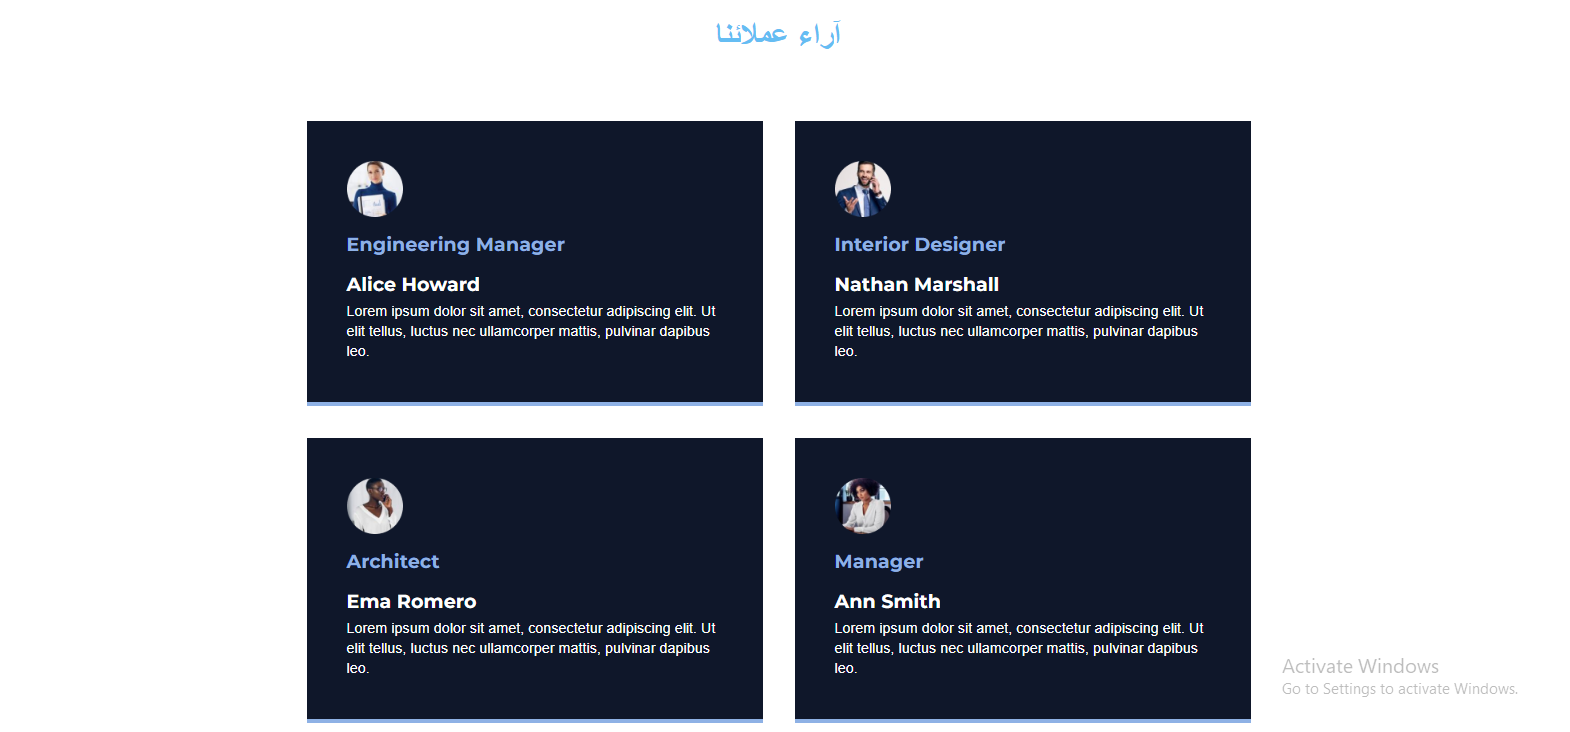 آراء عملائنا
Engineering Manager
Alice Howard
Lorem ipsum dolor sit amet, consectetur adipiscing elit. Ut
elit tellus, luctus nec ullamcorper mattis, pulvinar dapibus
leo.
Interior Designer
Nathan Marshall
Lorem ipsum dolor sit amet, consectetur adipiscing elit. Ut
elit tellus, luctus nec ullamcorper mattis, pulvinar dapibus
leo.
Architect
Ema Romero
Lorem ipsum dolor sit amet, consectetur adipiscing elit. Ut
elit tellus, luctus nec ullamcorper mattis, pulvinar dapibus
leo.
Manager
Ann Smith
Lorem ipsum dolor sit amet, consectetur adipiscing elit. Ut
elit tellus, luctus nec ullamcorper mattis, pulvinar dapibus
leo.
Activate Windows
Go to Settings to activate Windows.